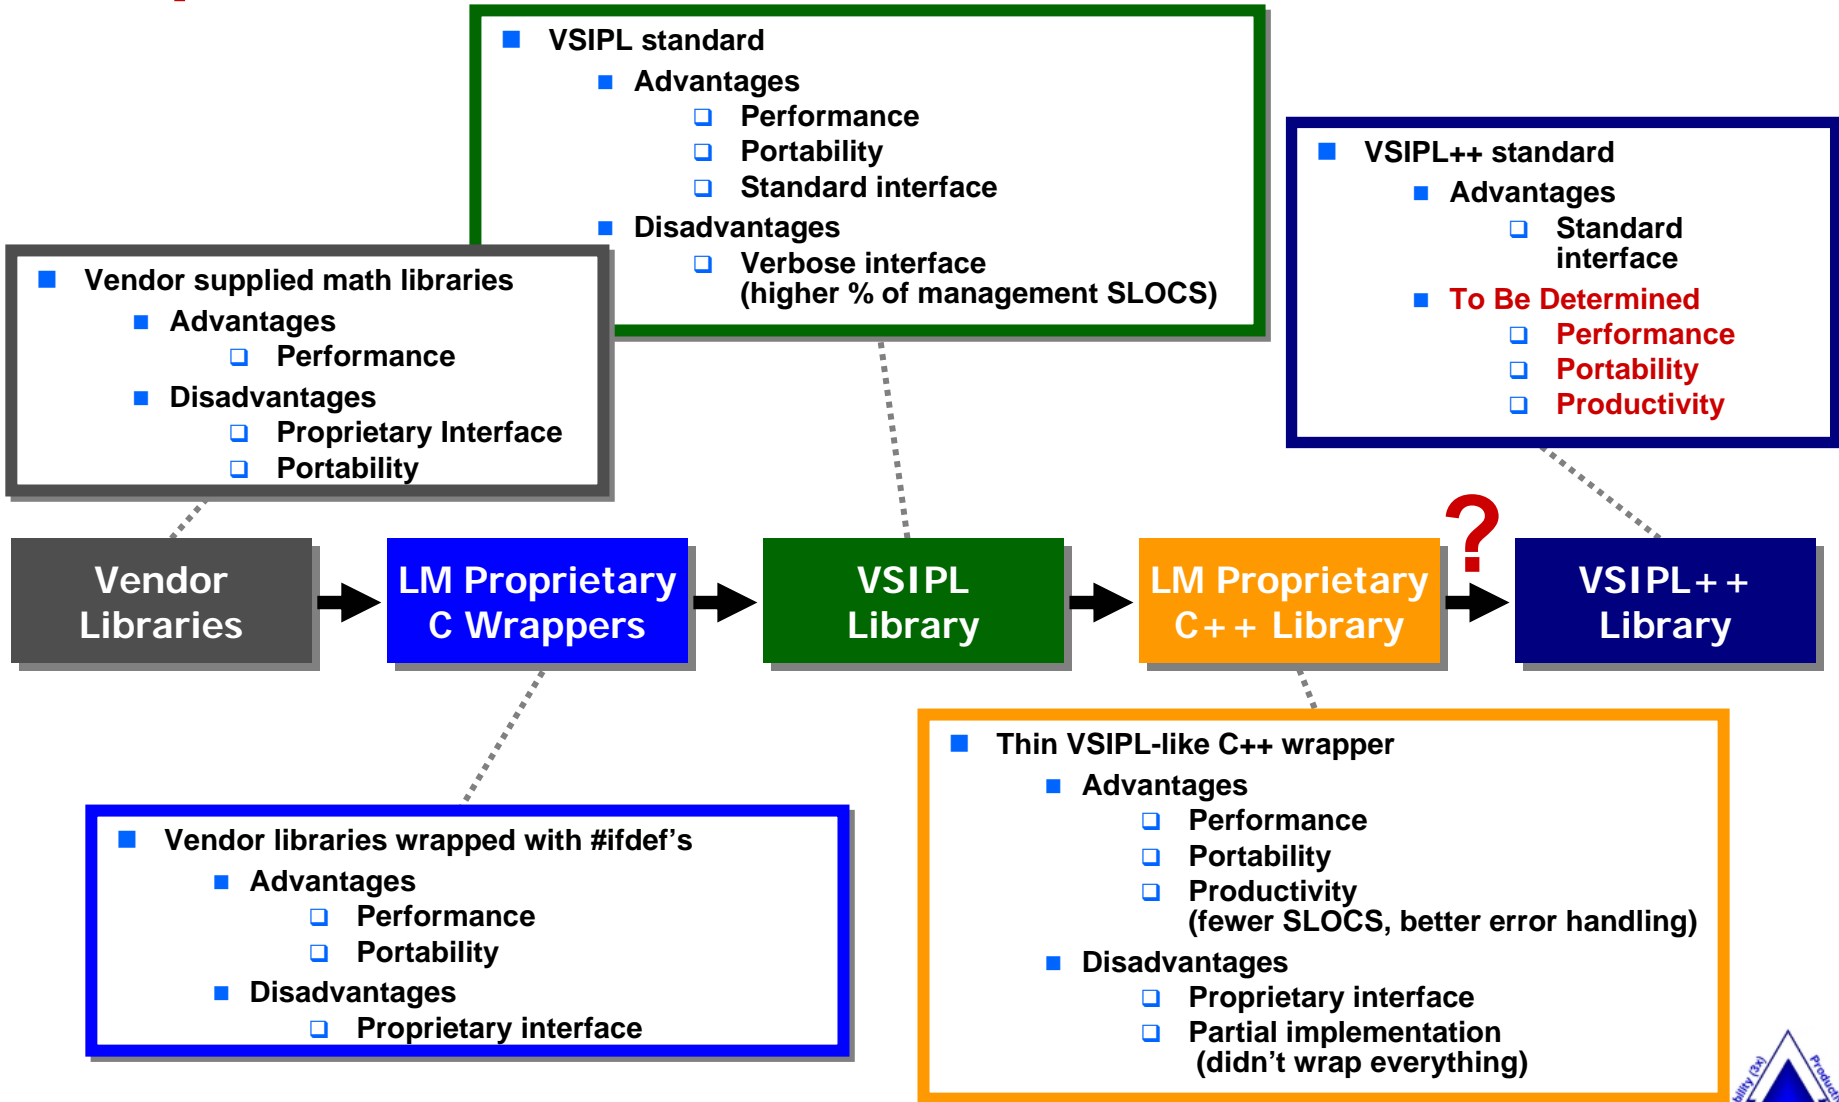 VSIPL standard
Advantages
Performance
Portability
Standard interface
Disadvantages
Verbose interface
(higher % of management SLOCS)
VSIPL++ standard
Advantages
Standard
interface
To Be Determined
Performance
Portability
Productivity
Vendor supplied math libraries
Advantages
Performance
Disadvantages
Proprietary Interface
Portability
Vendor
Libraries
LM Proprietary
C Wrappers
VSIPL
Library
LM Proprietary
C++ Library
?
VSIPL++
Library
Vendor libraries wrapped with #ifdef's
Advantages
Performance
Portability
Disadvantages
Proprietary interface
Thin VSIPL-like C++ wrapper
Advantages
Performance
Portability
Productivity
(fewer SLOCS, better error handling)
Disadvantages
Proprietary interface
Partial implementation
(didn't wrap everything)
(3x)